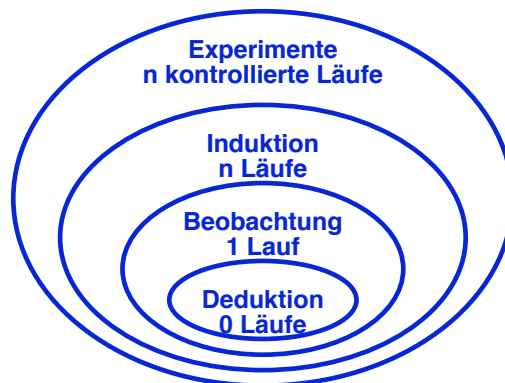 Experimente
n kontrollierte Läufe
Induktion
n Läufe
Beobachtung
1 Lauf
Deduktion
0 Läufe